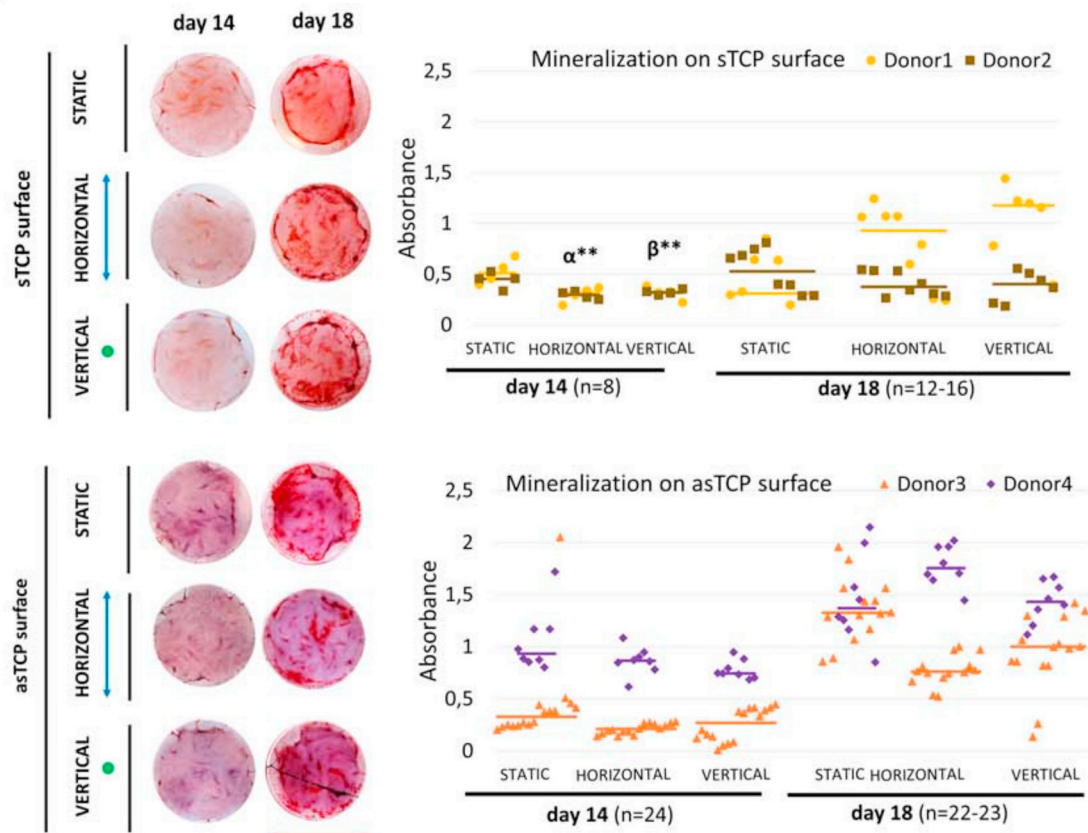 day 14 day 18
sTCP surface
STATIC
HORIZONTAL
VERTICAL
Mineralization on sTCP surface Donor1 Donor2
Absorbance
2,5
2
1,5
1
0,5
0
α** β**
STATIC HORIZONTAL VERTICAL STATIC HORIZONTAL VERTICAL
day 14 (n=8) day 18 (n=12-16)
asTCP surface
STATIC
HORIZONTAL
VERTICAL
Mineralization on asTCP surface Donor3 Donor4
Absorbance
2,5
2
1,5
1
0,5
0
STATIC HORIZONTAL VERTICAL STATIC HORIZONTAL VERTICAL
day 14 (n=24) day 18 (n=22-23)